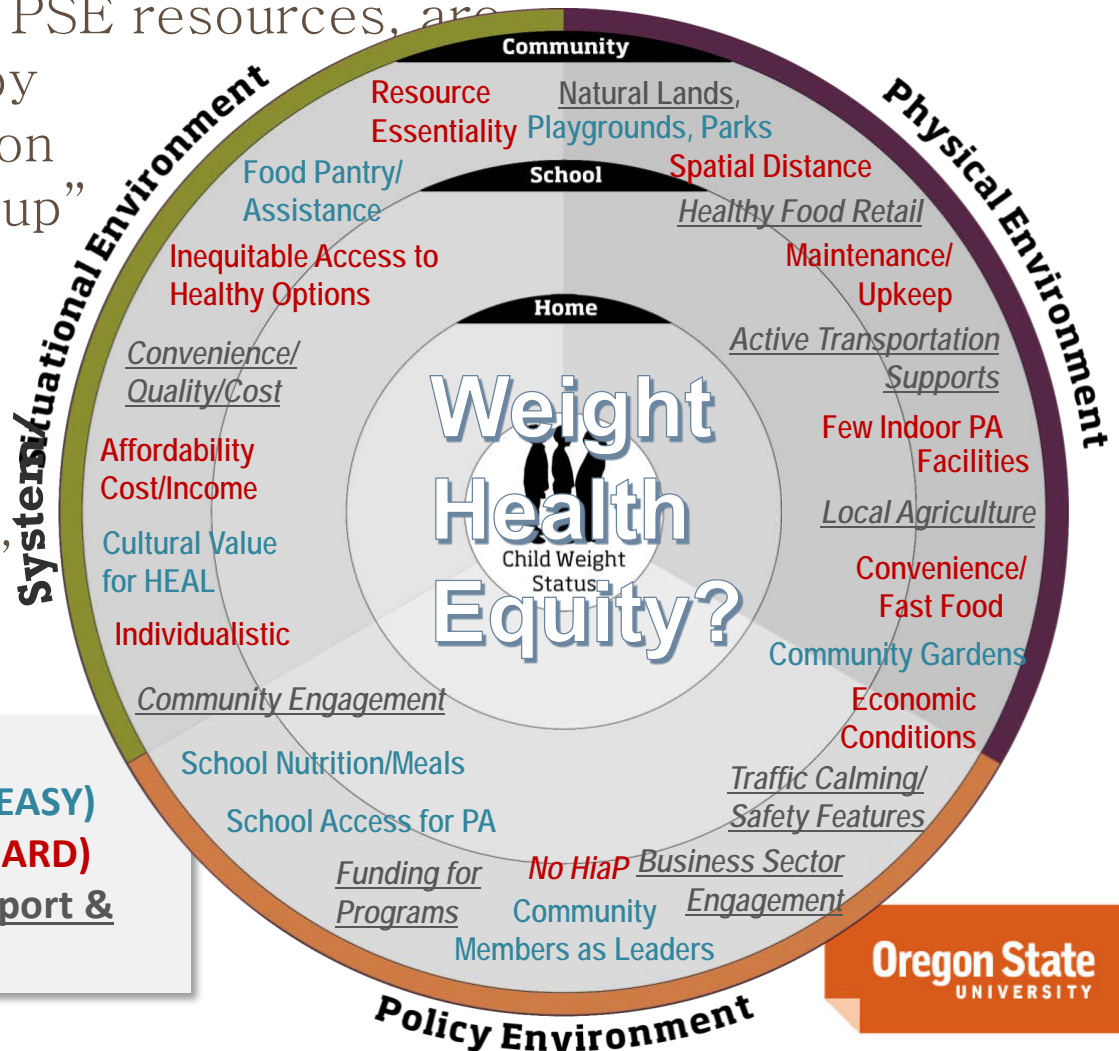 PSE resources, are
by
on
up”
,
Community
Resource
Essentiality
Natural Lands,
Playgrounds, Parks
Food Pantry/
Assistance
School
Spatial Distance
Healthy Food Retail
Inequitable Access to
Healthy Options
Maintenance/
Upkeep
Home
Convenience/
Quality/Cost
Active Transportation
Supports
Weight
Health
Equity?
Child Weight
Status
Affordability
Cost/Income
Few Indoor PA
Facilities
Local Agriculture
Cultural Value
for HEAL
Convenience/
Fast Food
Individualistic
Community Gardens
Community Engagement
Economic
Conditions
School Nutrition/Meals
Traffic Calming/
Safety Features
School Access for PA
Funding for
Programs
No HiaP
Business Sector
Engagement
Community
Members as Leaders
System/
Situational Environment
Physical Environment
Policy Environment
EASY)
ARD)
port &
Oregon State
UNIVERSITY